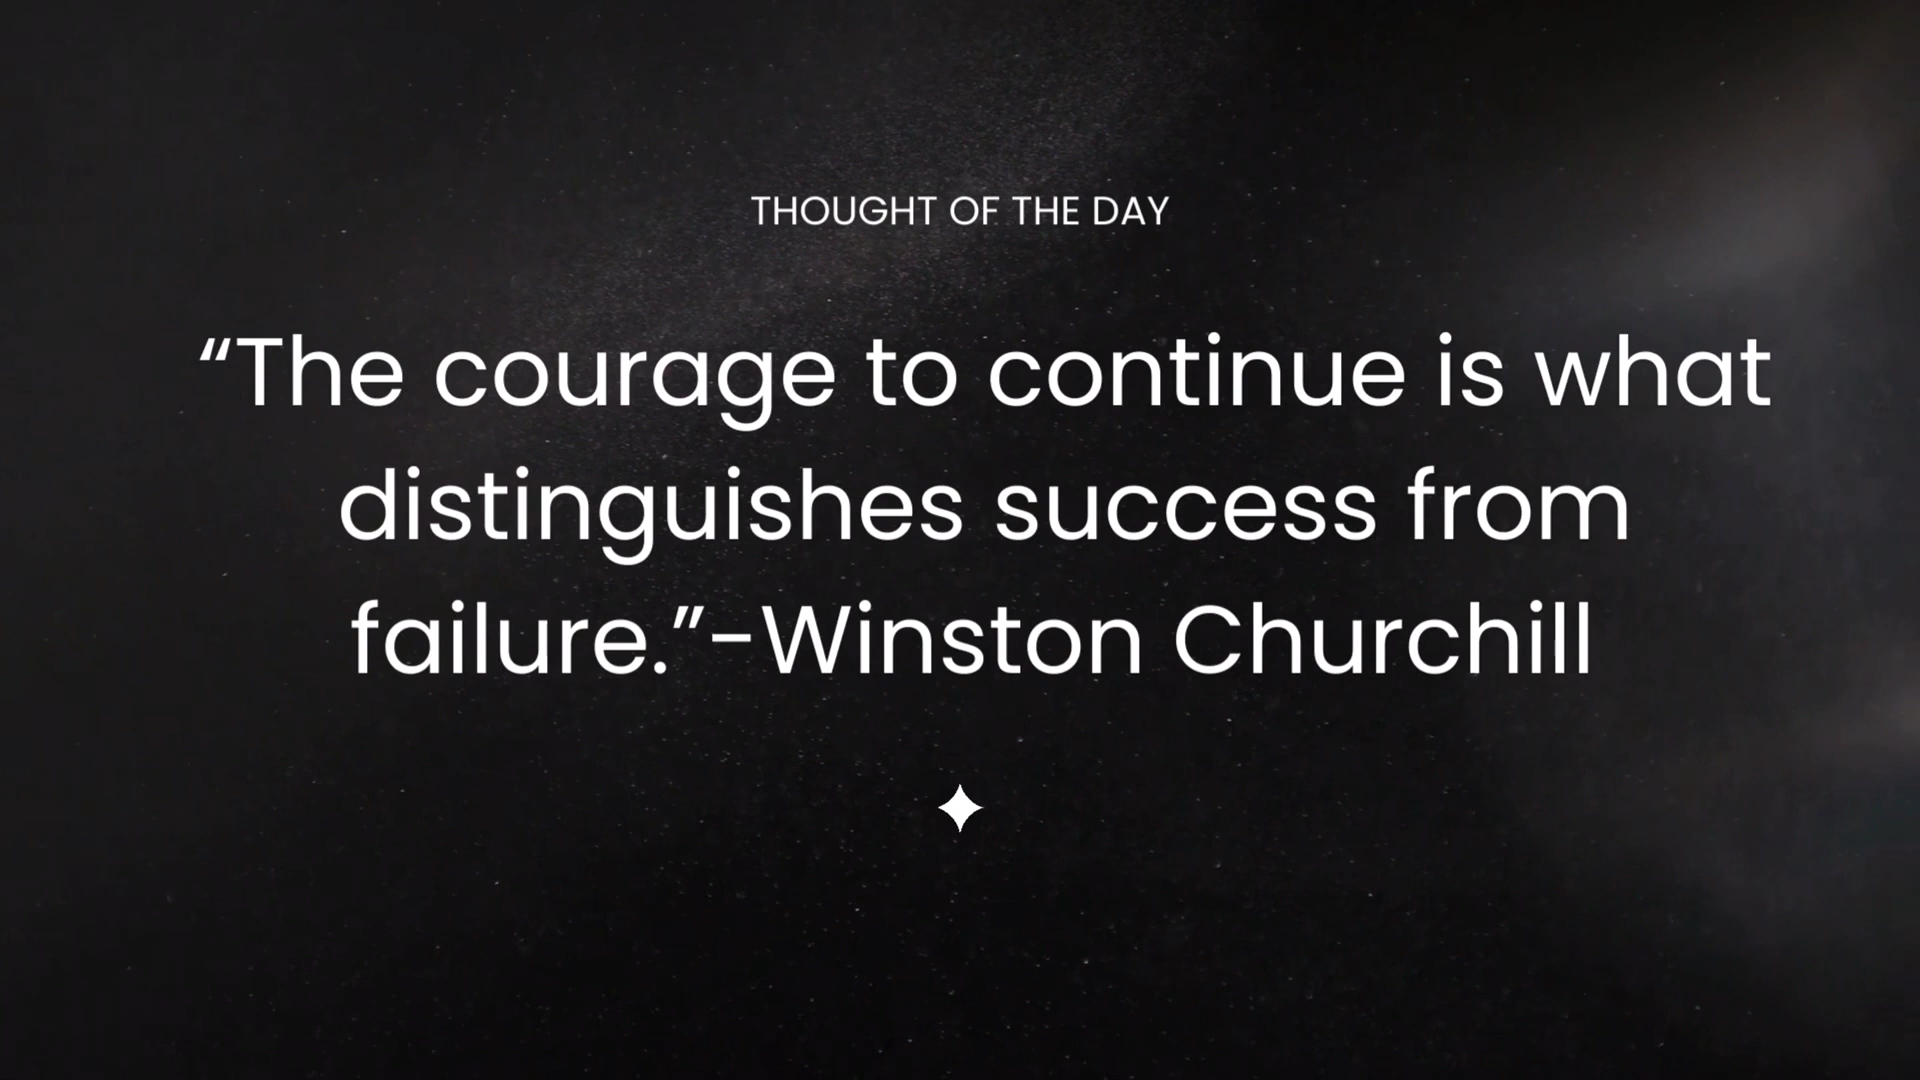 THOUGHT OF THE DAY
“The courage to continue is what
distinguishes success from
failure.”-Winston Churchill